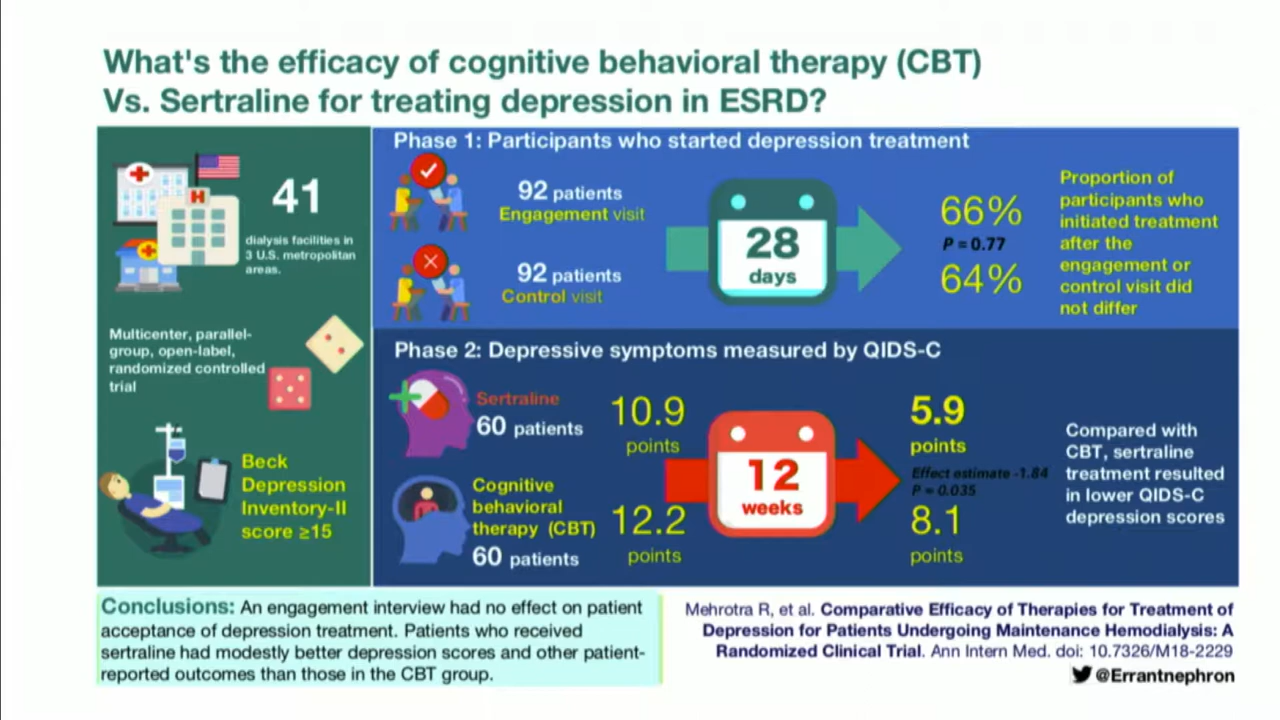 What's the efficacy of cognitive behavioral therapy (CBT)
Vs. Sertraline for treating depression in ESRD?
H
41
dialysis facilities in
3 U.S. metropolitan
areas.
Multicenter, parallel-
group, open-label,
randomized controlled
trial
Beck
Depression
Inventory-II
score ≥15
Phase 1: Participants who started depression treatment
92 patients
Engagement visit
92 patients
Control visit
28
days
66%
P = 0.77
64%
Proportion of
participants who
initiated treatment
after the
engagement or
control visit did
not differ
Phase 2: Depressive symptoms measured by QIDS-C
Sertraline
60 patients
10.9
points
Cognitive
behavioral
therapy (CBT)
60 patients
12.2
points
12
weeks
5.9
points
Effect estimate -1.84
P = 0.035
8.1
points
Compared with
CBT, sertraline
treatment resulted
in lower QIDS-C
depression scores
Conclusions: An engagement interview had no effect on patient
acceptance of depression treatment. Patients who received
sertraline had modestly better depression scores and other patient-
reported outcomes than those in the CBT group.
Mehrotra R, et al. Comparative Efficacy of Therapies for Treatment of
Depression for Patients Undergoing Maintenance Hemodialysis: A
Randomized Clinical Trial. Ann Intern Med. doi: 10.7326/M18-2229
@Errantnephron